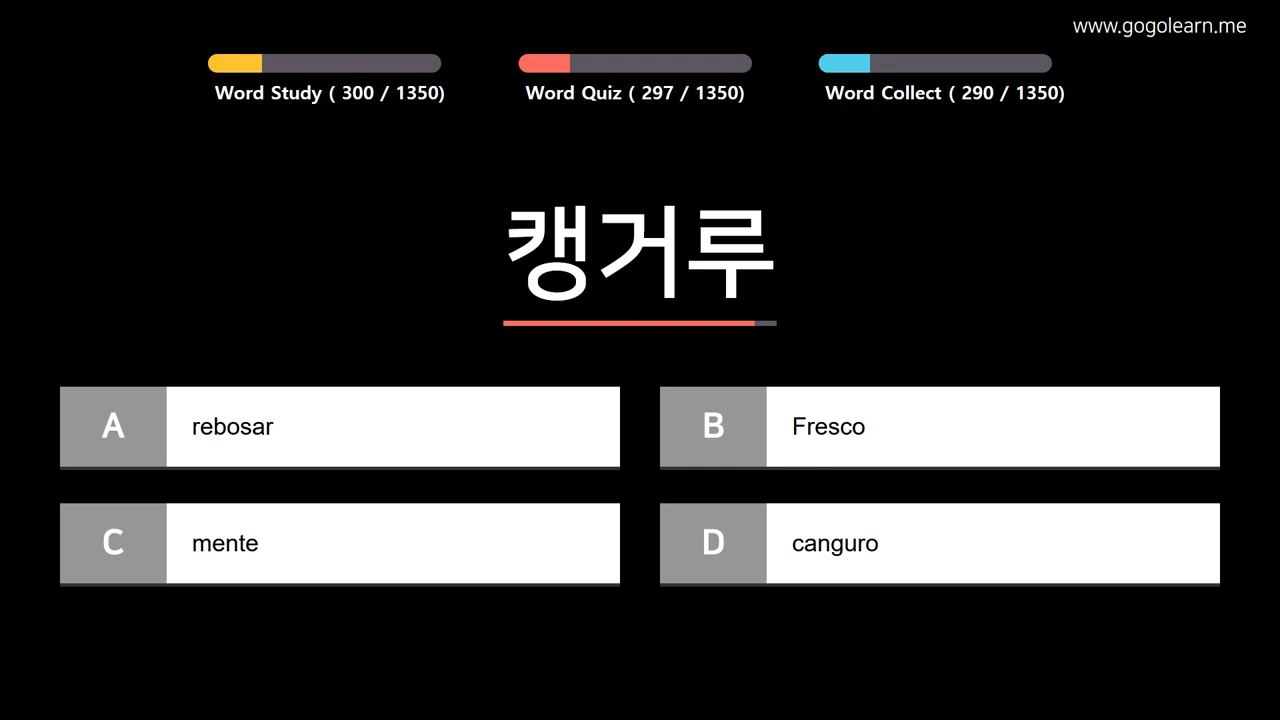 www.gogolearn.me
Word Study ( 300 / 1350)
Word Quiz ( 297 / 1350)
Word Collect ( 290 / 1350)
캥거루
A rebosar
B Fresco
C mente
D canguro